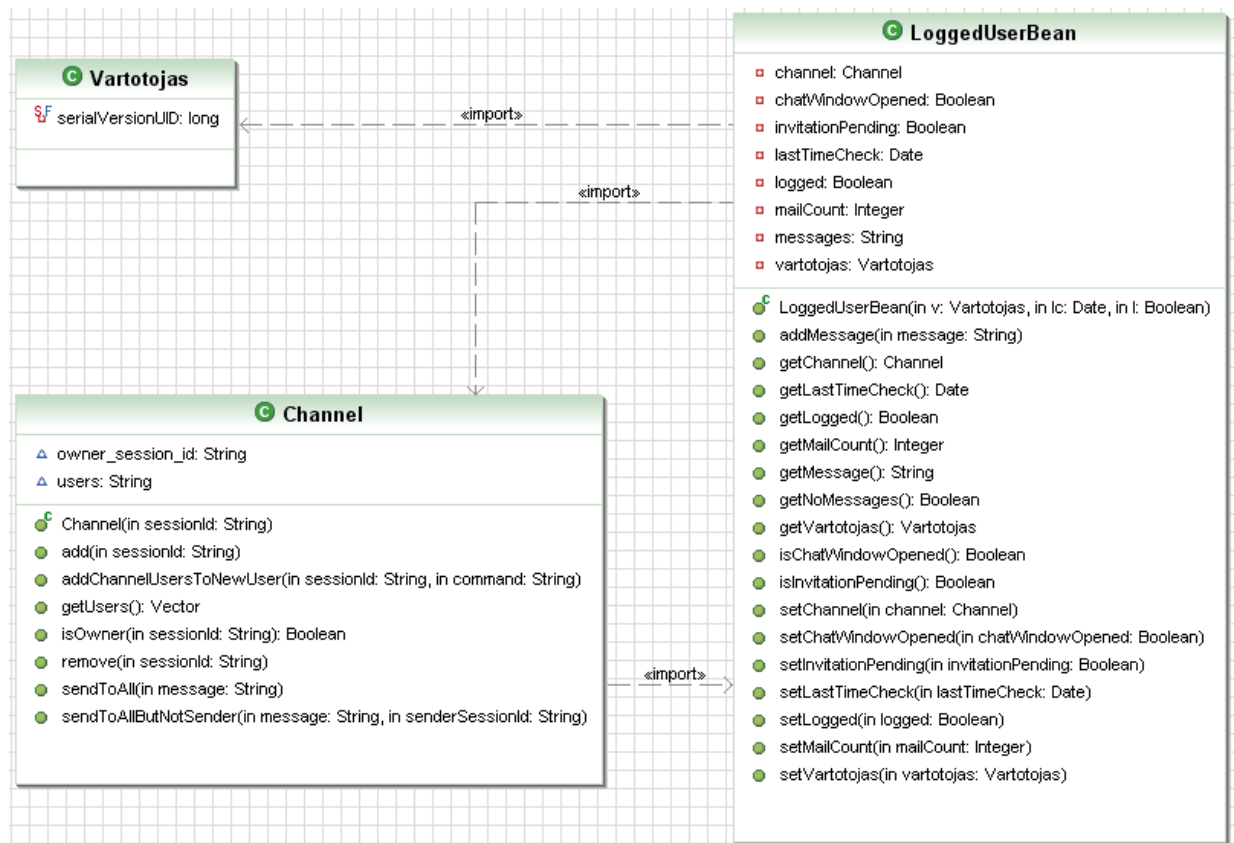 C Vartotojas
S F serialVersionUID: long
«import»
«import»
C LoggedUserBean
channel: Channel
chatWindowOpened: Boolean
invitationPending: Boolean
lastTimeCheck: Date
logged: Boolean
mailCount: Integer
messages: String
vartotojas: Vartotojas
C LoggedUserBean(in v: Vartotojas, in lc: Date, in l: Boolean)
addMessage(in message: String)
getChannel(): Channel
getLastTimeCheck(): Date
getLogged(): Boolean
getMailCount(): Integer
getMessage(): String
getNoMessages(): Boolean
getVartotojas(): Vartotojas
isChatWindowOpened(): Boolean
isInvitationPending(): Boolean
setChannel(in channel: Channel)
setChatWindowOpened(in chatWindowOpened: Boolean)
setInvitationPending(in invitationPending: Boolean)
setLastTimeCheck(in lastTimeCheck: Date)
setLogged(in logged: Boolean)
setMailCount(in mailCount: Integer)
setVartotojas(in vartotojas: Vartotojas)
C Channel
owner_session_id: String
users: String
C Channel(in sessionId: String)
add(in sessionId: String)
addChannelUsersToNewUser(in sessionId: String, in command: String)
getUsers(): Vector
isOwner(in sessionId: String): Boolean
remove(in sessionId: String)
sendToAll(in message: String)
sendToAllButNotSender(in message: String, in senderSessionId: String)
«import»